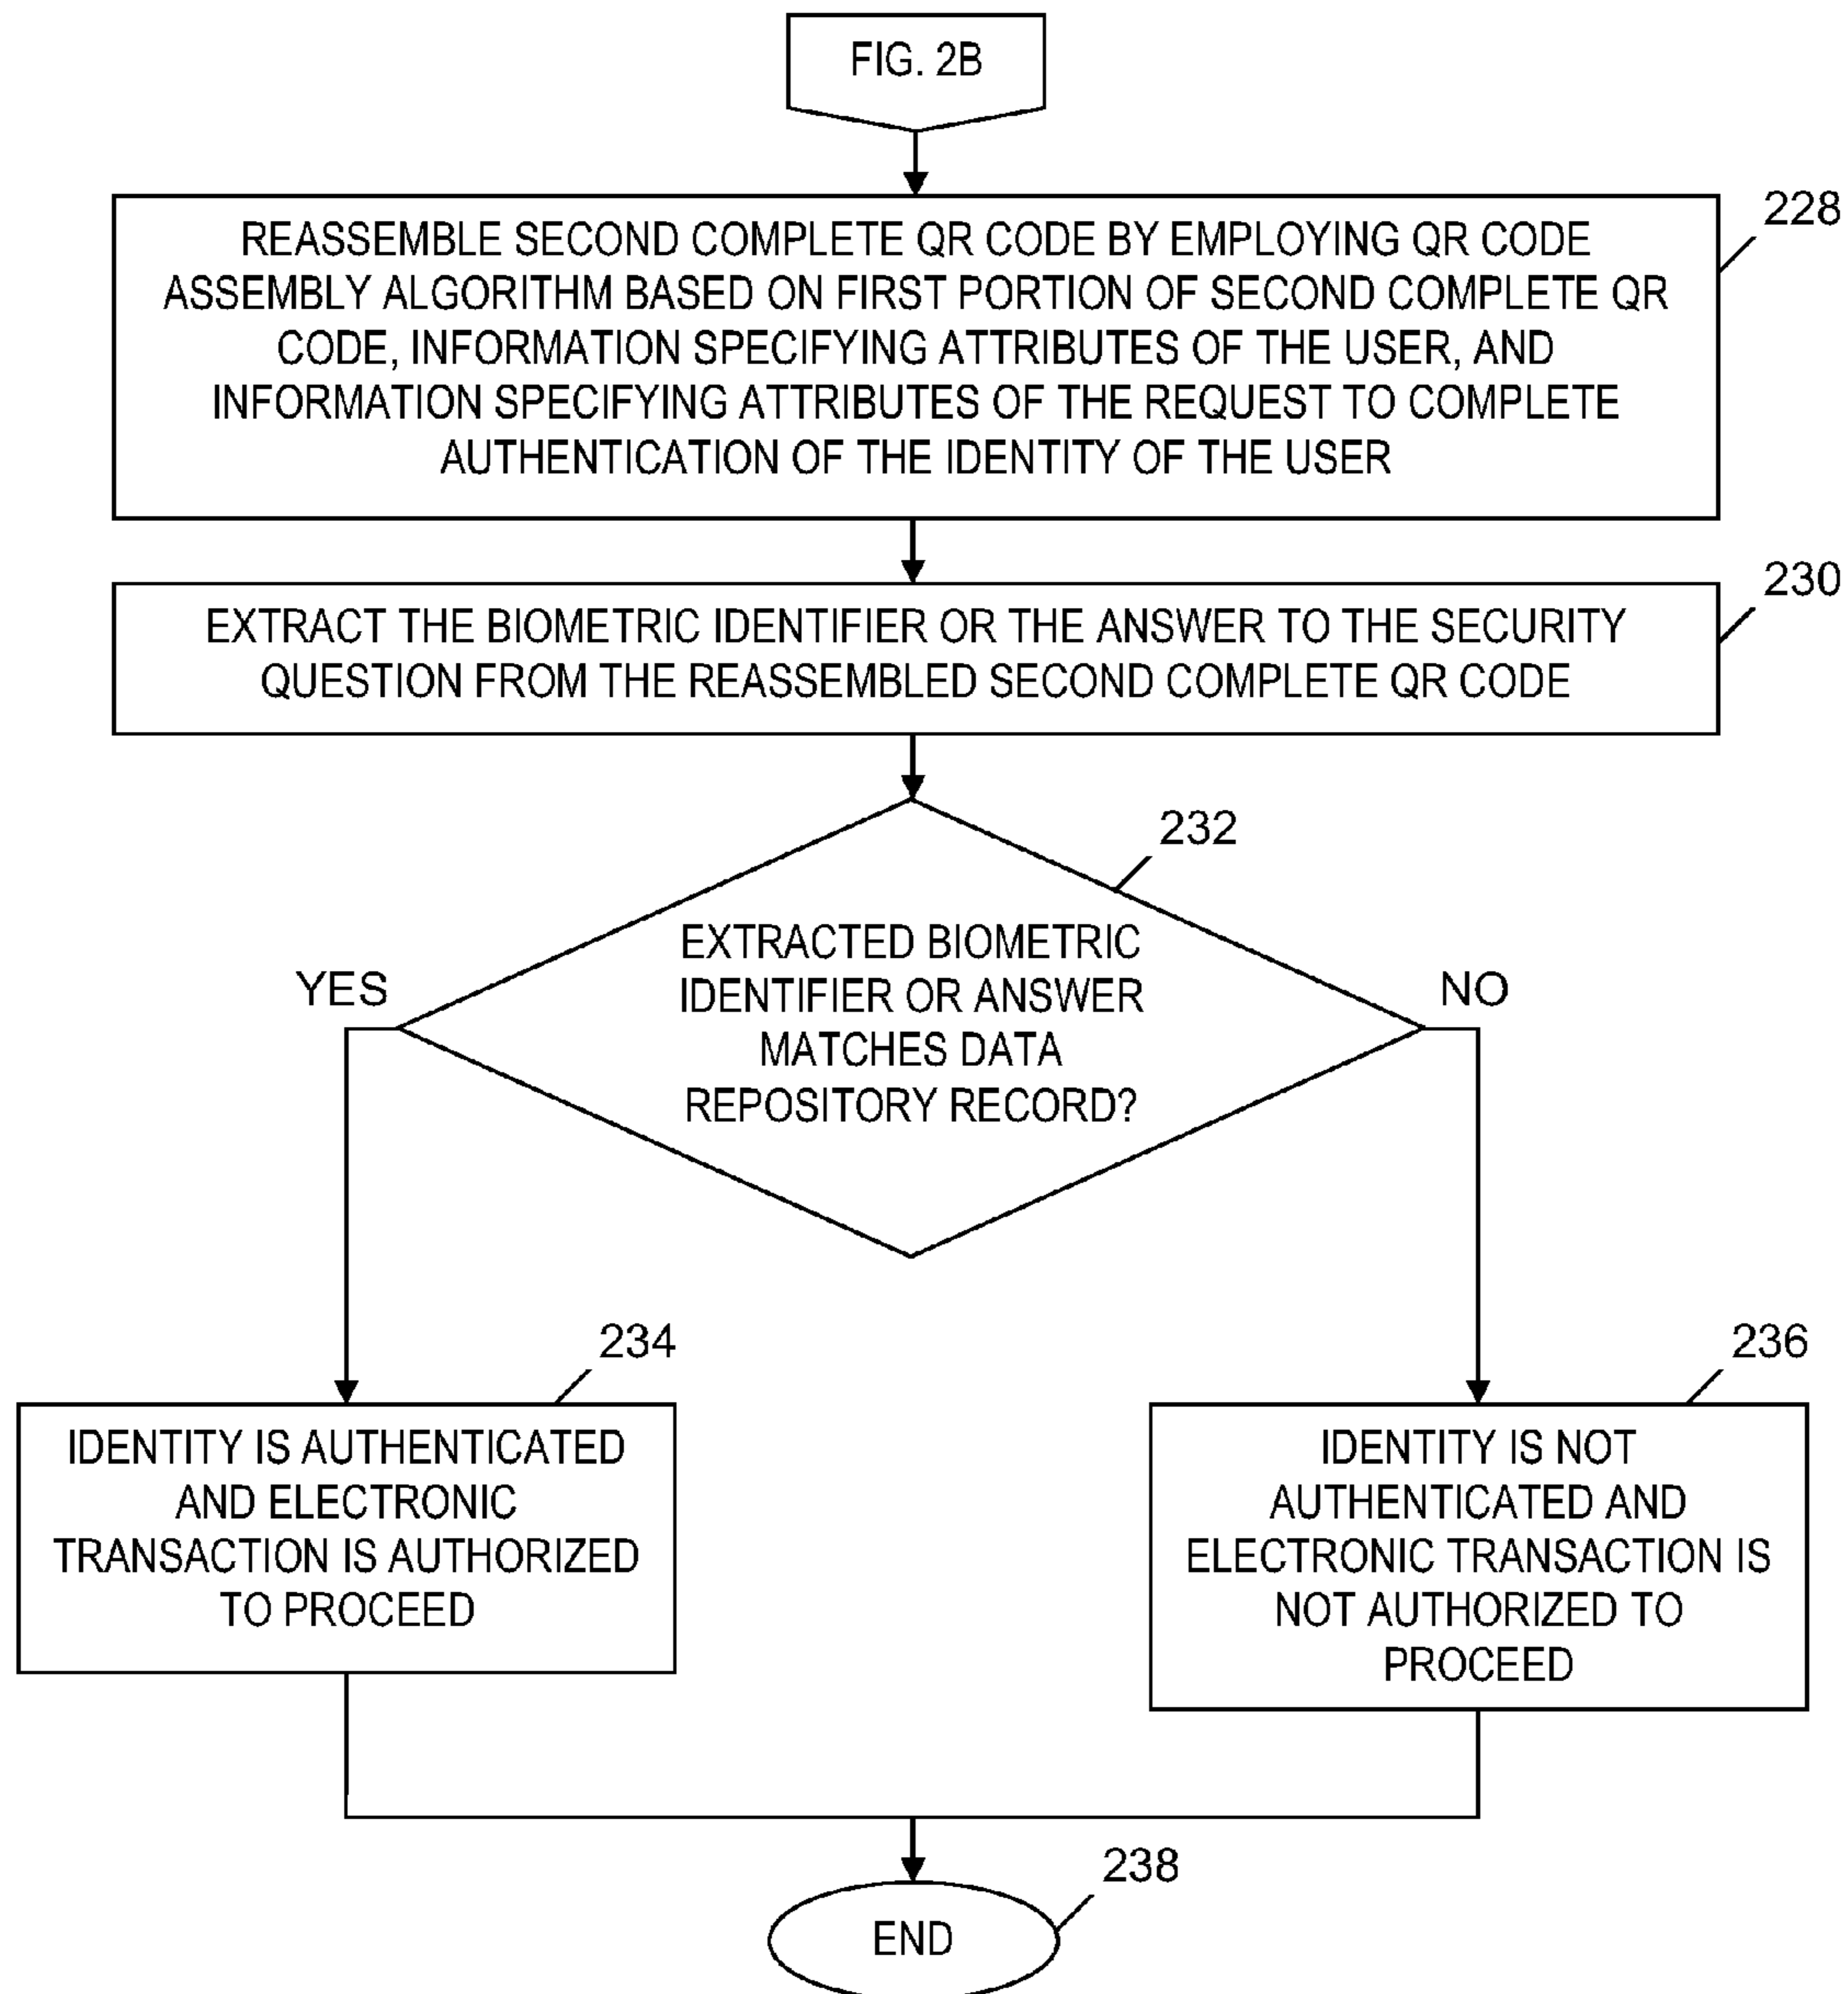 FIG. 2B
228
REASSEMBLE SECOND COMPLETE QR CODE BY EMPLOYING QR CODE
ASSEMBLY ALGORITHM BASED ON FIRST PORTION OF SECOND COMPLETE QR
CODE, INFORMATION SPECIFYING ATTRIBUTES OF THE USER, AND
INFORMATION SPECIFYING ATTRIBUTES OF THE REQUEST TO COMPLETE
AUTHENTICATION OF THE IDENTITY OF THE USER
230
EXTRACT THE BIOMETRIC IDENTIFIER OR THE ANSWER TO THE SECURITY
QUESTION FROM THE REASSEMBLED SECOND COMPLETE QR CODE
232
EXTRACTED BIOMETRIC
IDENTIFIER OR ANSWER
MATCHES DATA
REPOSITORY RECORD?
YES
NO
234
IDENTITY IS AUTHENTICATED
AND ELECTRONIC
TRANSACTION IS AUTHORIZED
TO PROCEED
236
IDENTITY IS NOT
AUTHENTICATED AND
ELECTRONIC TRANSACTION IS
NOT AUTHORIZED TO
PROCEED
238
END